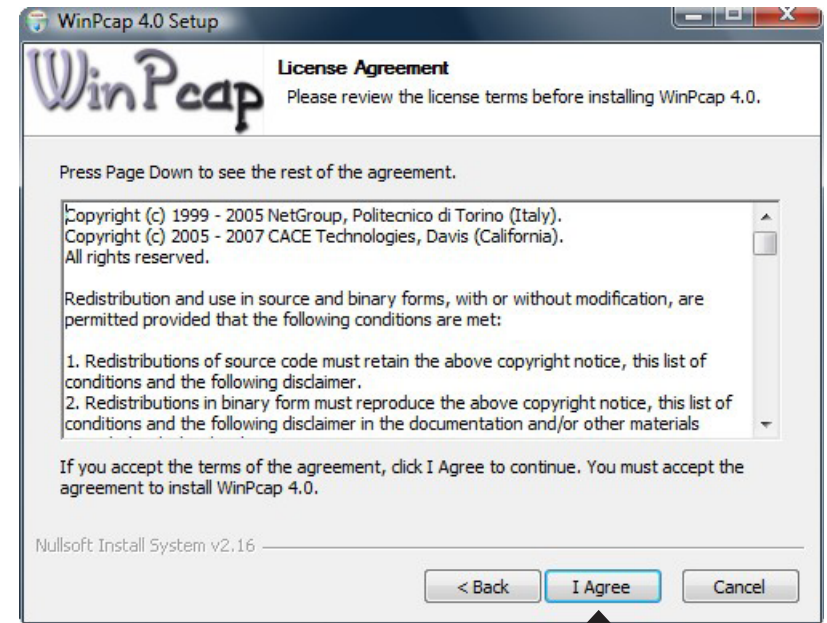 WinPcap 4.0 Setup
WinPcap
License Agreement
Please review the license terms before installing WinPcap 4.0.
Press Page Down to see the rest of the agreement.
Copyright (c) 1999 - 2005 NetGroup, Politecnico di Torino (Italy).
Copyright (c) 2005 - 2007 CACE Technologies, Davis (California).
All rights reserved.
Redistribution and use in source and binary forms, with or without modification, are
permitted provided that the following conditions are met:
1. Redistributions of source code must retain the above copyright notice, this list of
conditions and the following disclaimer.
2. Redistributions in binary form must reproduce the above copyright notice, this list of
conditions and the following disclaimer in the documentation and/or other materials
If you accept the terms of the agreement, click I Agree to continue. You must accept the
agreement to install WinPcap 4.0.
Nullsoft Install System v2.16
< Back I Agree Cancel